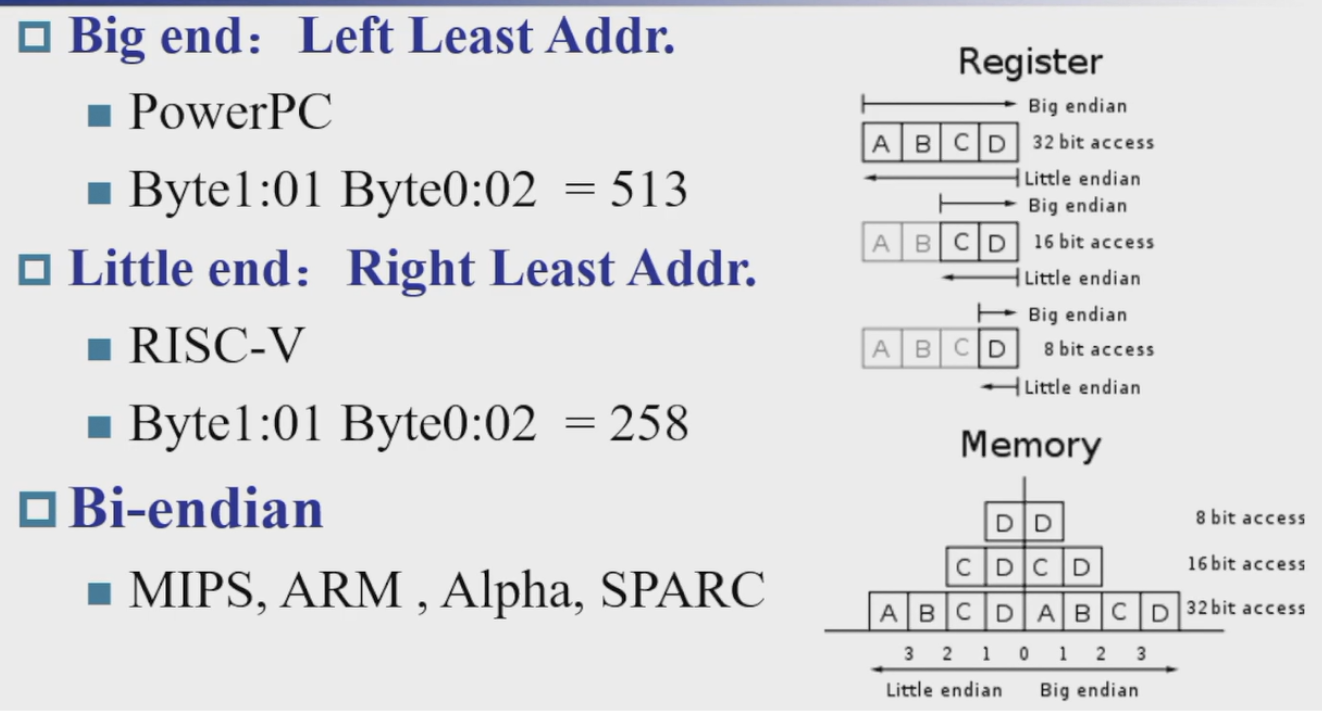 Big end： Left Least Addr.
PowerPC
Byte1:01 Byte0:02 = 513
Little end： Right Least Addr.
RISC-V
Byte1:01 Byte0:02 = 258
Bi-endian
MIPS, ARM , Alpha, SPARC
Register
Big endian
A B C D 32 bit access
Little endian
Big endian
A B C D 16 bit access
Little endian
Big endian
A B C D 8 bit access
Little endian
Memory
D D 8 bit access
C D C D 16 bit access
A B C D A B C D 32 bit access
3 2 1 0 1 2 3
Little endian Big endian